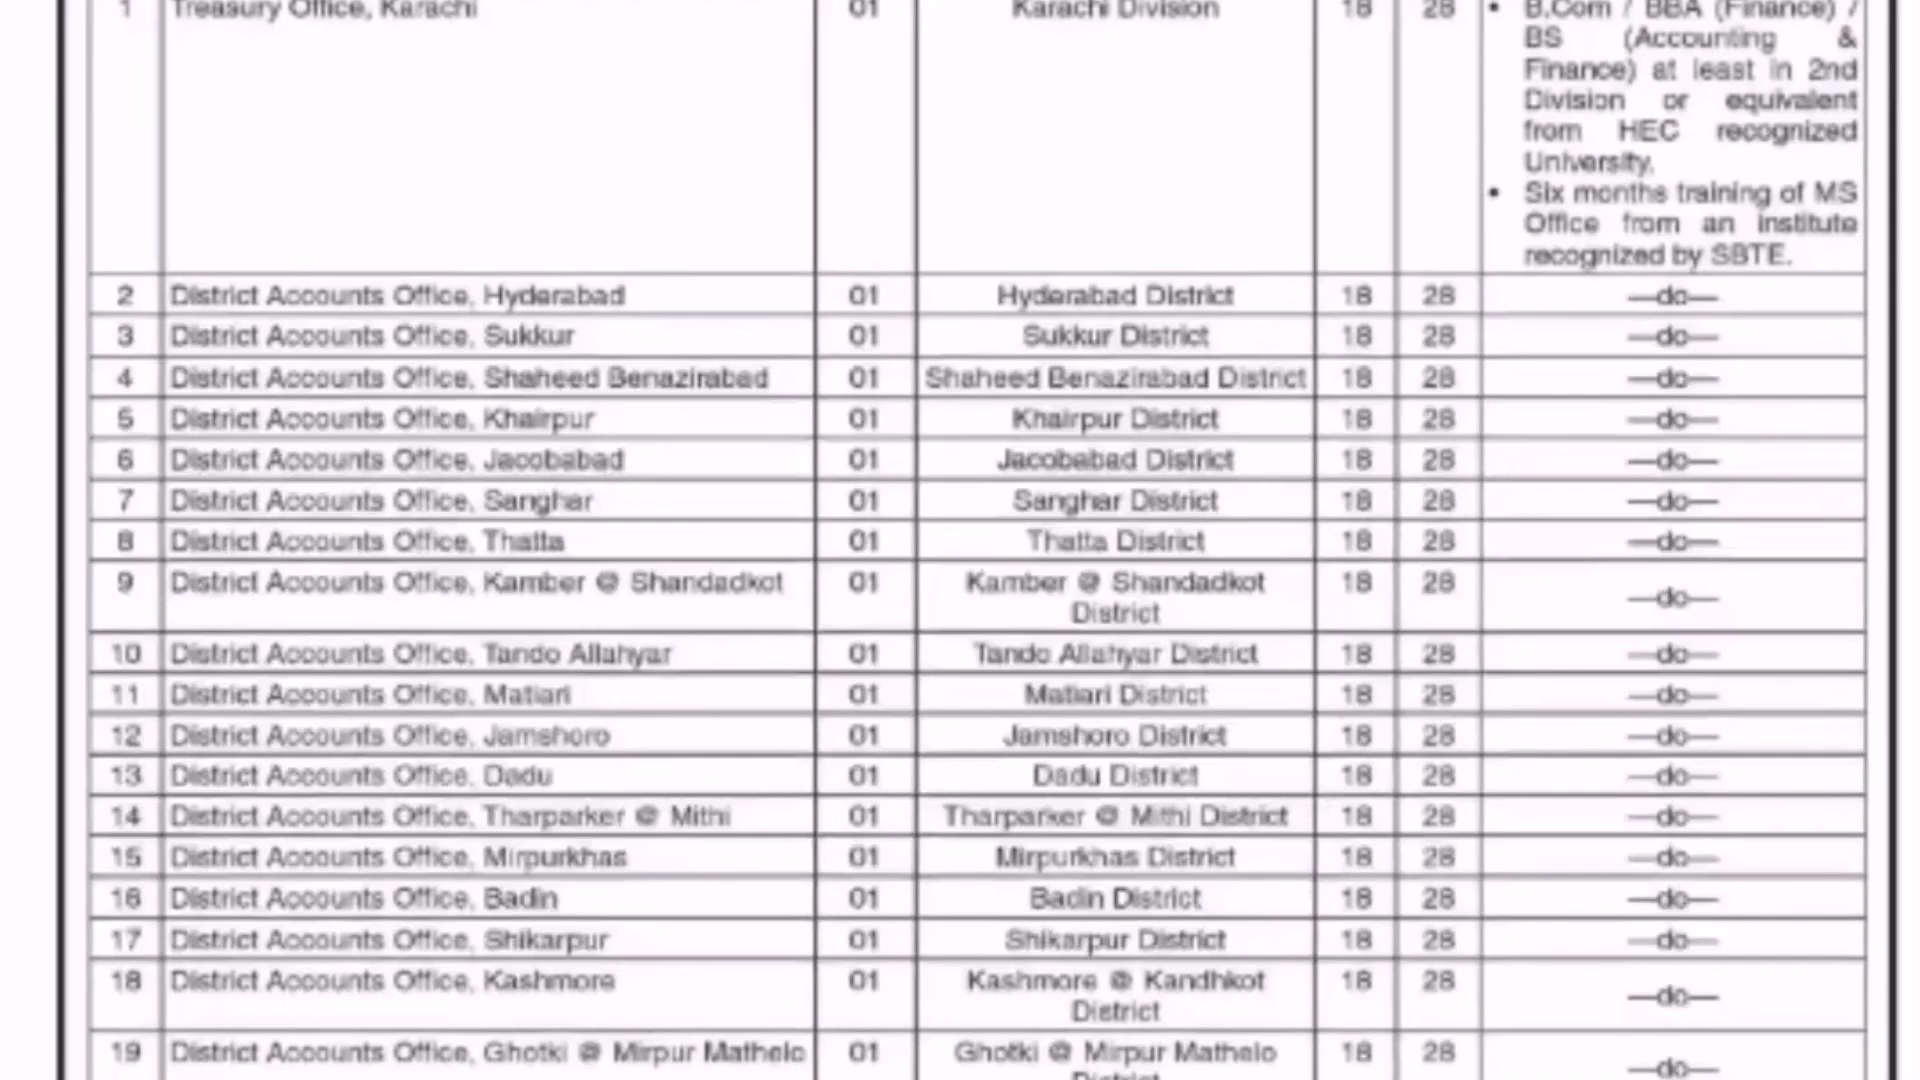 1 Treasury Office, Karachi 01 Karachi Division 18 28 • B.Com / BBA (Finance) /
BS (Accounting &
Finance) at least in 2nd
Division or equivalent
from HEC recognized
University.
• Six months training of MS
Office from an institute
recognized by SBTE.
2 District Accounts Office, Hyderabad 01 Hyderabad District 18 28 —do—
3 District Accounts Office, Sukkur 01 Sukkur District 18 28 —do—
4 District Accounts Office, Shaheed Benazirabad 01 Shaheed Benazirabad District 18 28 —do—
5 District Accounts Office, Khairpur 01 Khairpur District 18 28 —do—
6 District Accounts Office, Jacobabad 01 Jacobabad District 18 28 —do—
7 District Accounts Office, Sanghar 01 Sanghar District 18 28 —do—
8 District Accounts Office, Thatta 01 Thatta District 18 28 —do—
9 District Accounts Office, Kamber @ Shandadkot 01 Kamber @ Shandadkot 18 28 —do—
District
10 District Accounts Office, Tando Allahyar 01 Tando Allahyar District 18 28 —do—
11 District Accounts Office, Matiari 01 Matiari District 18 28 —do—
12 District Accounts Office, Jamshoro 01 Jamshoro District 18 28 —do—
13 District Accounts Office, Dadu 01 Dadu District 18 28 —do—
14 District Accounts Office, Tharparker @ Mithi 01 Tharparker @ Mithi District 18 28 —do—
15 District Accounts Office, Mirpurkhas 01 Mirpurkhas District 18 28 —do—
16 District Accounts Office, Badin 01 Badin District 18 28 —do—
17 District Accounts Office, Shikarpur 01 Shikarpur District 18 28 —do—
18 District Accounts Office, Kashmore 01 Kashmore @ Kandhkot 18 28 —do—
District
19 District Accounts Office, Ghotki @ Mirpur Mathelo 01 Ghotki @ Mirpur Mathelo 18 28 —do—
District